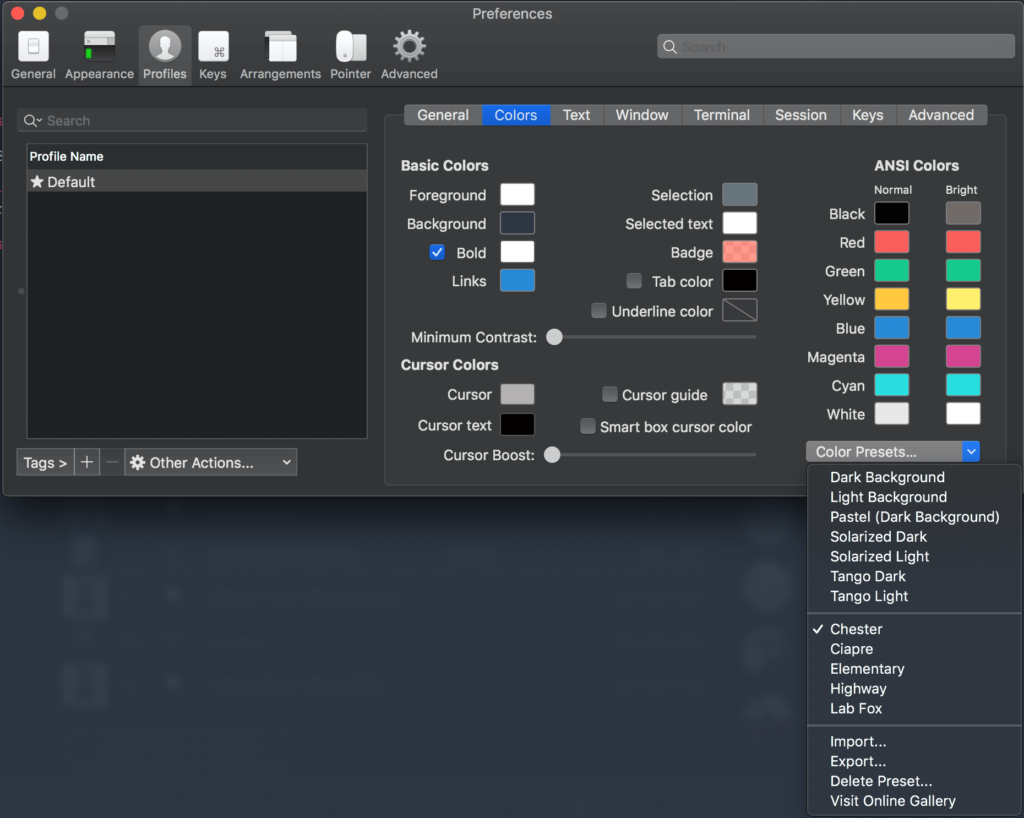 Preferences
General Appearance Profiles Keys Arrangements Pointer Advanced
Search
Search
Profile Name
Default
Tags >
Other Actions...
General Colors Text Window Terminal Session Keys Advanced
Basic Colors
Foreground
Background
Bold
Links
Selection
Selected text
Badge
Tab color
Underline color
Minimum Contrast:
Cursor Colors
Cursor
Cursor text
Cursor guide
Smart box cursor color
Cursor Boost:
ANSI Colors
Normal Bright
Black
Red
Green
Yellow
Blue
Magenta
Cyan
White
Color Presets...
Dark Background
Light Background
Pastel (Dark Background)
Solarized Dark
Solarized Light
Tango Dark
Tango Light
Chester
Ciapre
Elementary
Highway
Lab Fox
Import...
Export...
Delete Preset...
Visit Online Gallery